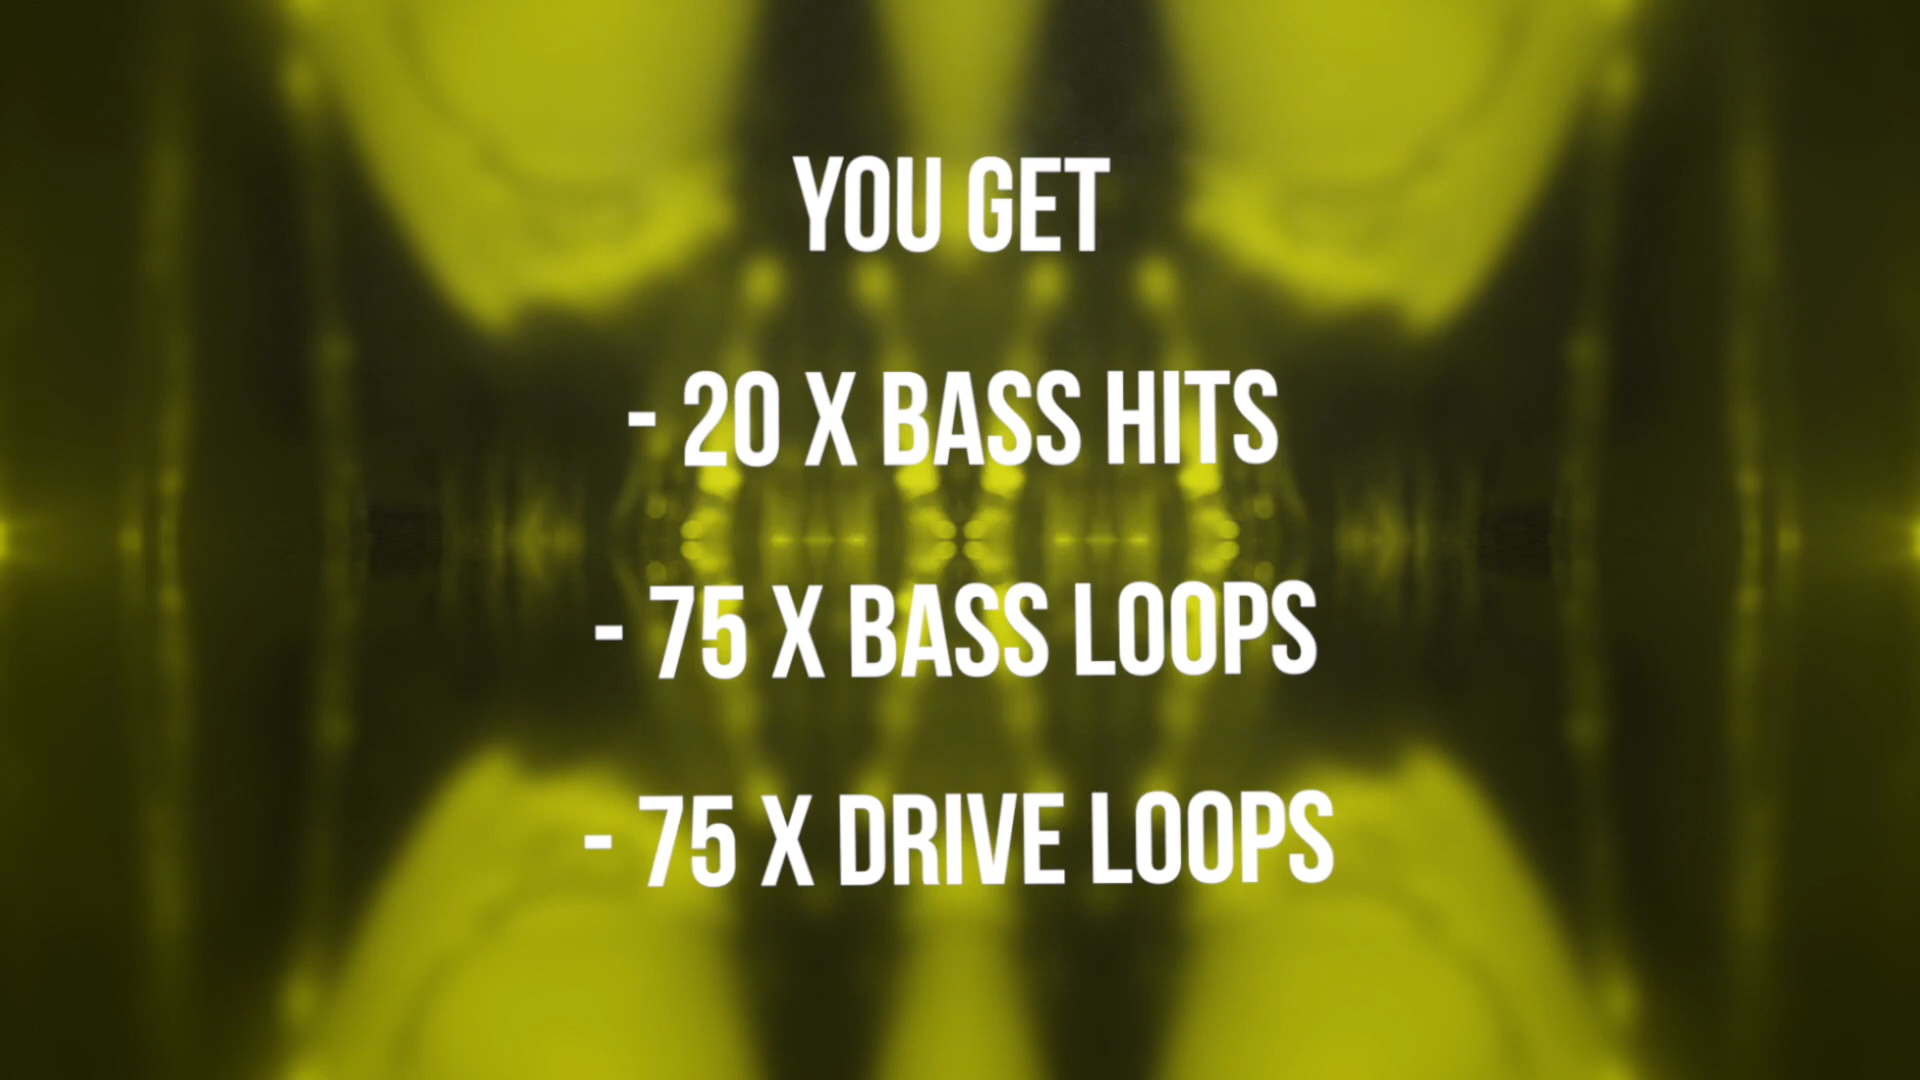 YOU GET
- 20 X BASS HITS
- 75 X BASS LOOPS
- 75 X DRIVE LOOPS